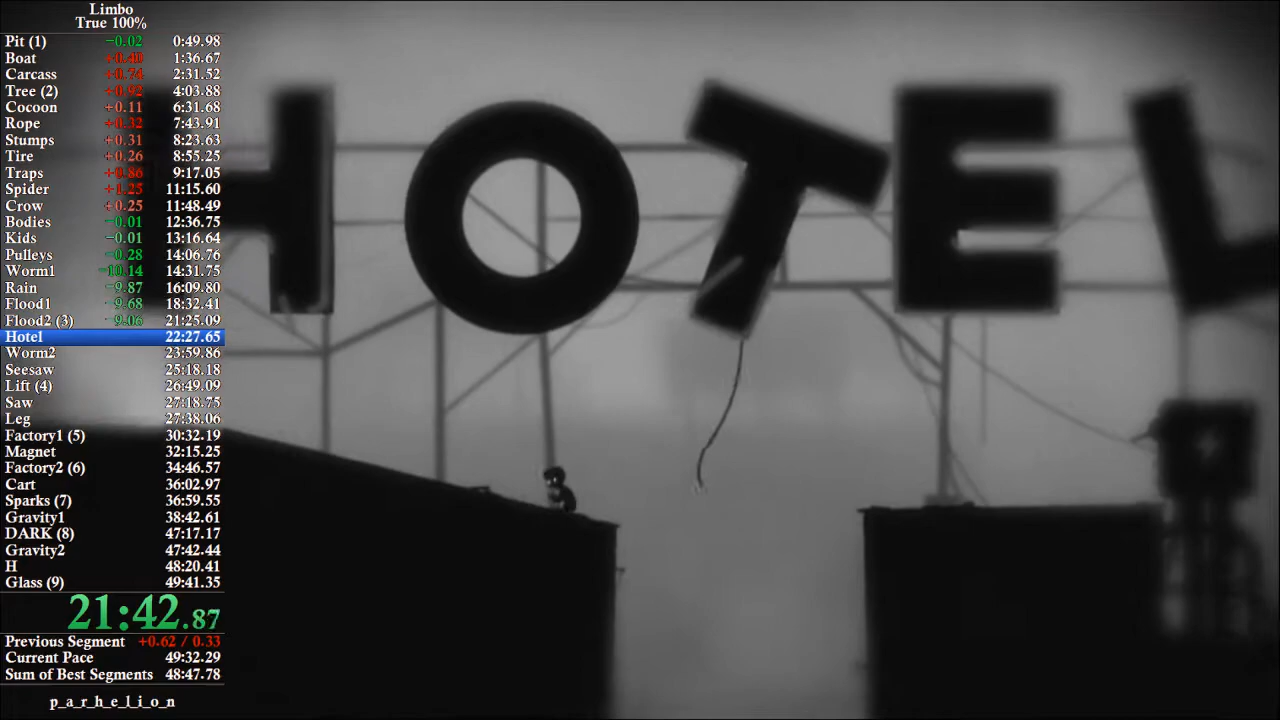 Limbo
True 100%
Pit (1) −0.02 0:49.98
Boat +0.40 1:36.67
Carcass +0.74 2:31.52
Tree (2) +0.92 4:03.88
Cocoon +0.11 6:31.68
Rope +0.32 7:43.91
Stumps +0.31 8:23.63
Tire +0.26 8:55.25
Traps +0.86 9:17.05
Spider +1.25 11:15.60
Crow +0.25 11:48.49
Bodies −0.01 12:36.75
Kids −0.01 13:16.64
Pulleys −0.28 14:06.76
Worm1 −10.14 14:31.75
Rain −9.87 16:09.80
Flood1 −9.68 18:32.41
Flood2 (3) −9.06 21:25.09
Hotel 22:27.65
Worm2 23:59.86
Seesaw 25:18.18
Lift (4) 26:49.09
Saw 27:18.75
Leg 27:38.06
Factory1 (5) 30:32.19
Magnet 32:15.25
Factory2 (6) 34:46.57
Cart 36:02.97
Sparks (7) 36:59.55
Gravity1 38:42.61
DARK (8) 47:17.17
Gravity2 47:42.44
H 48:20.41
Glass (9) 49:41.35
21:42.87
Previous Segment +0.62 / 0.33
Current Pace 49:32.29
Sum of Best Segments 48:47.78
p_a_r_h_e_l_i_o_n
HOTEL